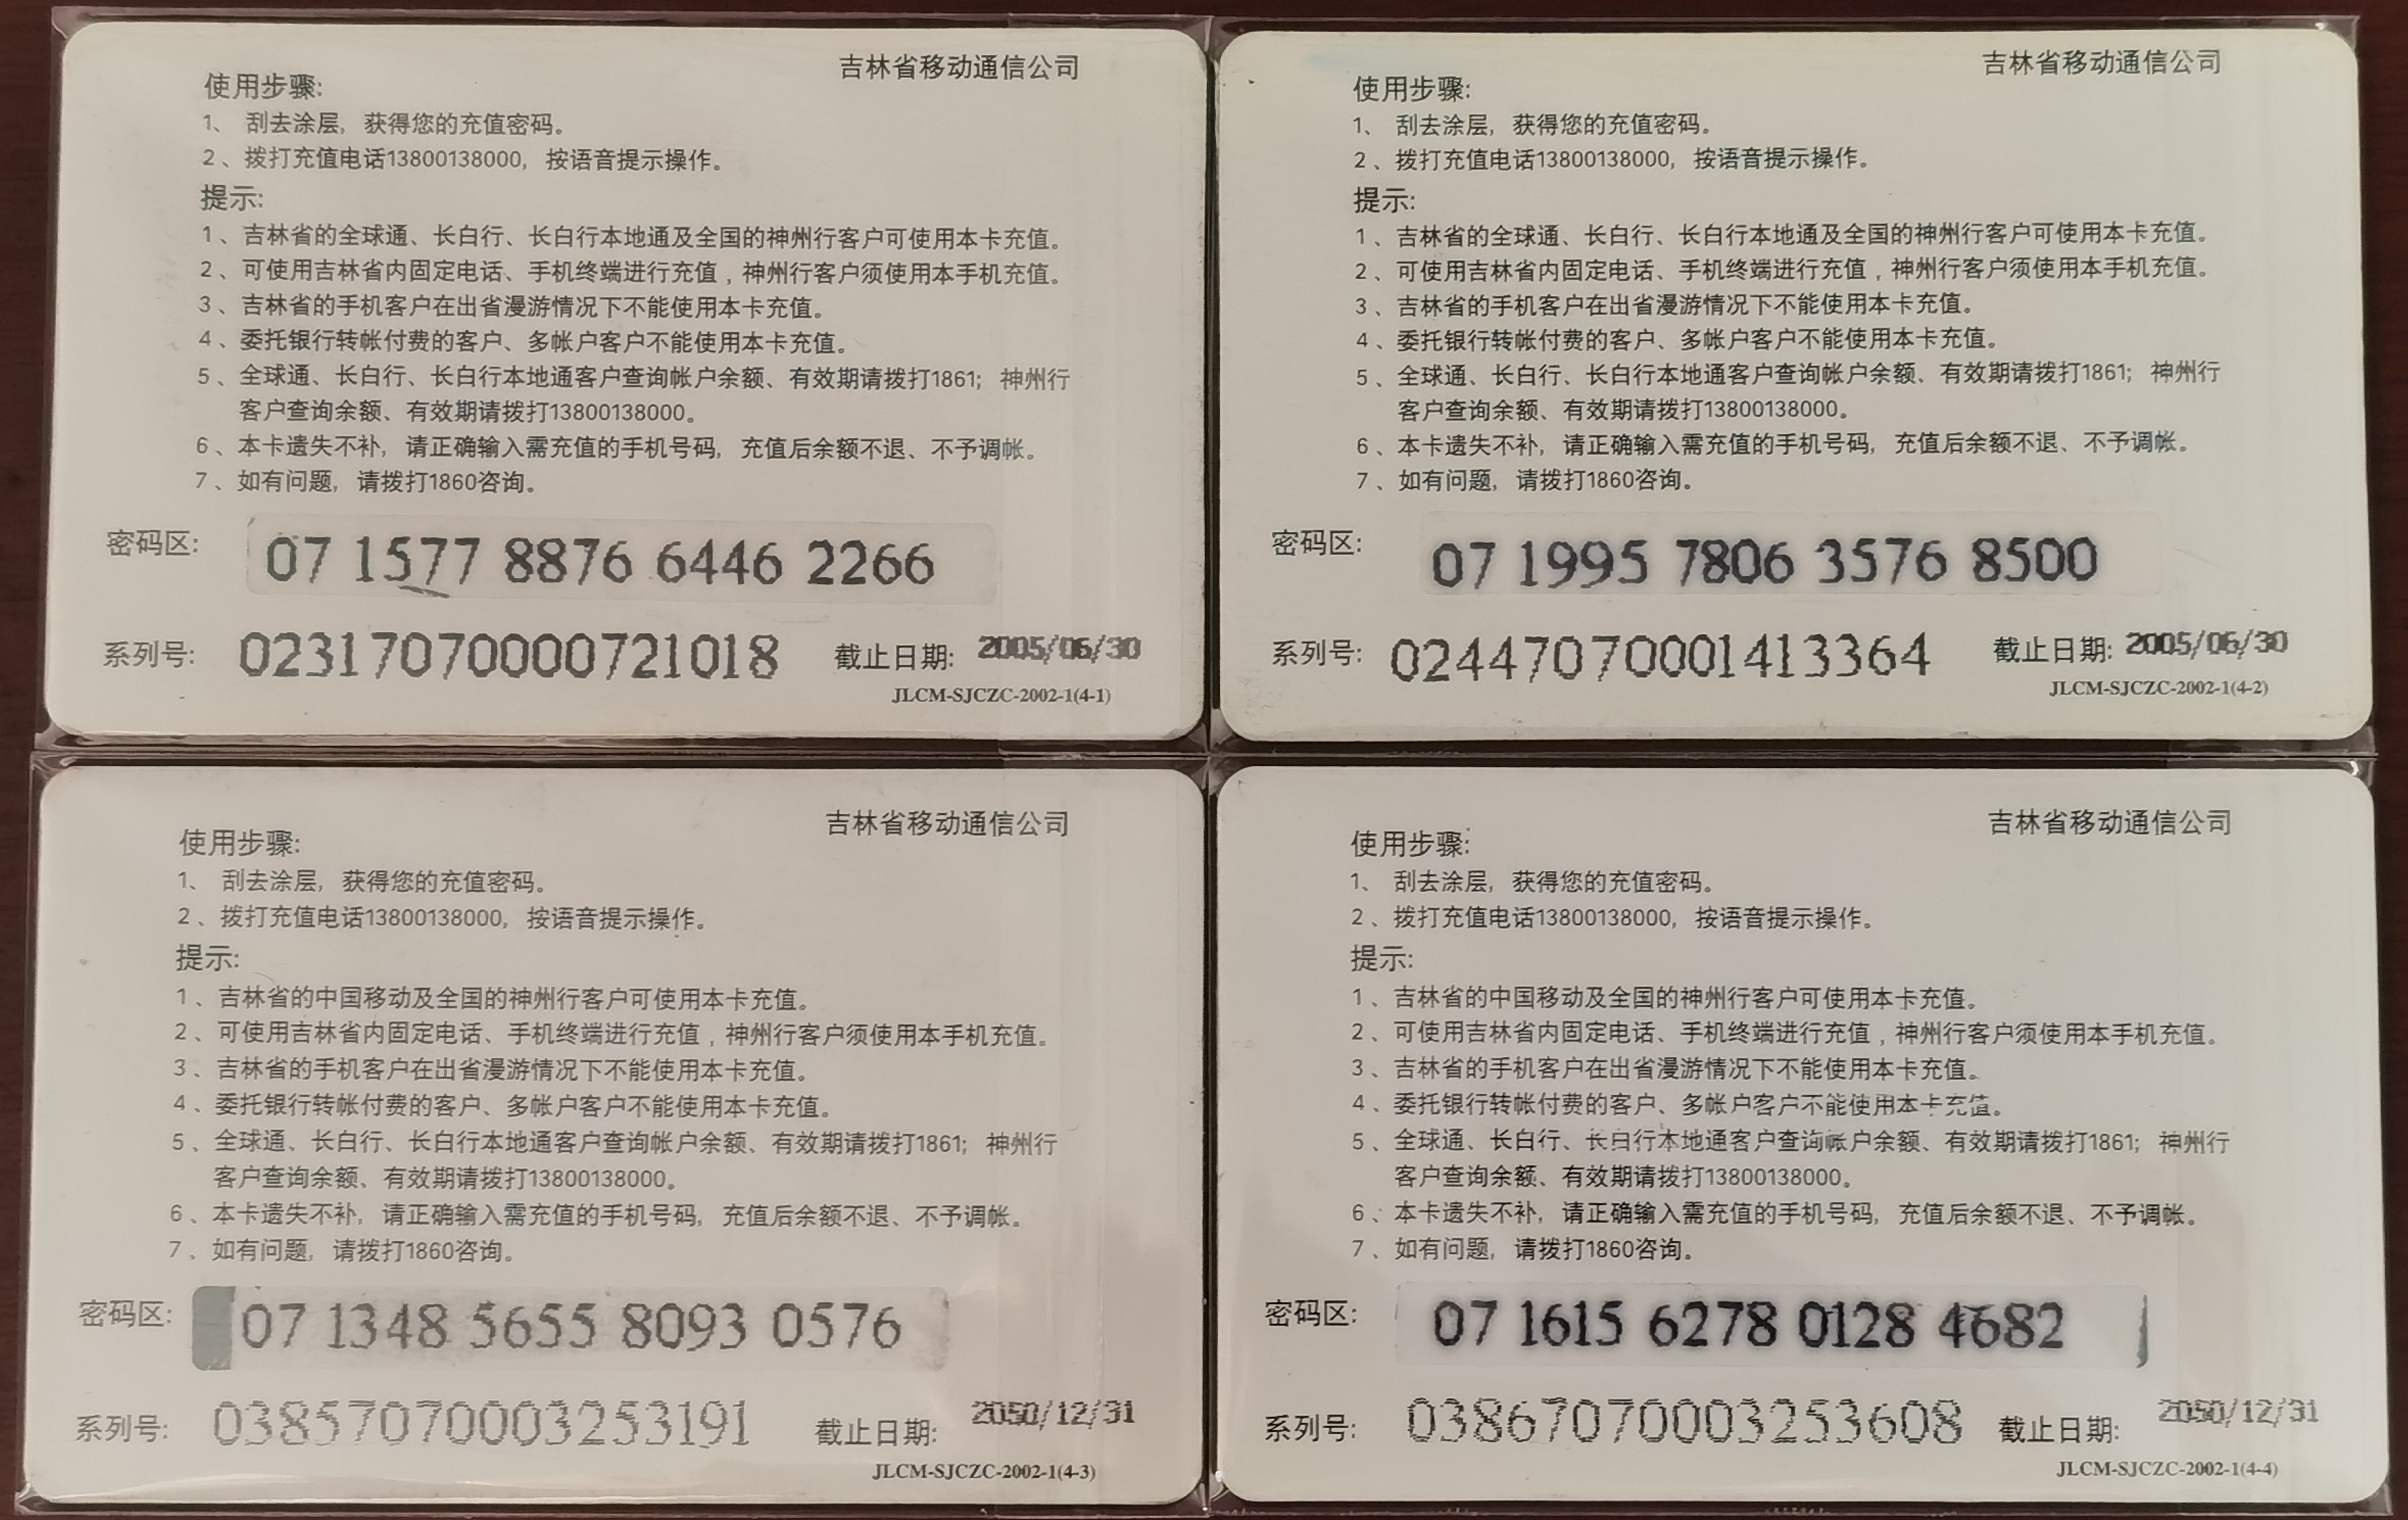 吉林省移动通信公司
使用步骤:
1、 刮去涂层, 获得您的充值密码。
2、拨打充值电话13800138000, 按语音提示操作。
提示:
1、吉林省的全球通、长白行、长白行本地通及全国的神州行客户可使用本卡充值。
2、可使用吉林省内固定电话、手机终端进行充值,神州行客户须使用本手机充值。
3、吉林省的手机客户在出省漫游情况下不能使用本卡充值。
4、委托银行转帐付费的客户、多帐户客户不能使用本卡充值。
5、全球通、长白行、长白行本地通客户查询帐户余额、有效期请拨打1861; 神州行
客户查询余额、有效期请拨打13800138000。
6、本卡遗失不补, 请正确输入需充值的手机号码, 充值后余额不退、不予调帐。
7、如有问题, 请拨打1860咨询。
密码区: 07 1577 8876 6446 2266
系列号: 02317070000721018 截止日期: 2005/06/30
JLCM-SJCZC-2002-1(4-1)
吉林省移动通信公司
使用步骤:
1、 刮去涂层, 获得您的充值密码。
2、拨打充值电话13800138000, 按语音提示操作。
提示:
1、吉林省的全球通、长白行、长白行本地通及全国的神州行客户可使用本卡充值。
2、可使用吉林省内固定电话、手机终端进行充值,神州行客户须使用本手机充值。
3、吉林省的手机客户在出省漫游情况下不能使用本卡充值。
4、委托银行转帐付费的客户、多帐户客户不能使用本卡充值。
5、全球通、长白行、长白行本地通客户查询帐户余额、有效期请拨打1861; 神州行
客户查询余额、有效期请拨打13800138000。
6、本卡遗失不补, 请正确输入需充值的手机号码, 充值后余额不退、不予调帐。
7、如有问题, 请拨打1860咨询。
密码区: 07 1995 7806 3576 8500
系列号: 02447070001413364 截止日期: 2005/06/30
JLCM-SJCZC-2002-1(4-2)
吉林省移动通信公司
使用步骤:
1、 刮去涂层, 获得您的充值密码。
2、拨打充值电话13800138000, 按语音提示操作。
提示:
1、吉林省的中国移动及全国的神州行客户可使用本卡充值。
2、可使用吉林省内固定电话、手机终端进行充值,神州行客户须使用本手机充值。
3、吉林省的手机客户在出省漫游情况下不能使用本卡充值。
4、委托银行转帐付费的客户、多帐户客户不能使用本卡充值。
5、全球通、长白行、长白行本地通客户查询帐户余额、有效期请拨打1861; 神州行
客户查询余额、有效期请拨打13800138000。
6、本卡遗失不补, 请正确输入需充值的手机号码, 充值后余额不退、不予调帐。
7、如有问题, 请拨打1860咨询。
密码区: 07 1348 5655 8093 0576
系列号: 03857070003253191 截止日期: 2050/12/31
JLCM-SJCZC-2002-1(4-3)
吉林省移动通信公司
使用步骤:
1、 刮去涂层, 获得您的充值密码。
2、拨打充值电话13800138000, 按语音提示操作。
提示:
1、吉林省的中国移动及全国的神州行客户可使用本卡充值。
2、可使用吉林省内固定电话、手机终端进行充值,神州行客户须使用本手机充值。
3、吉林省的手机客户在出省漫游情况下不能使用本卡充值。
4、委托银行转帐付费的客户、多帐户客户不能使用本卡充值。
5、全球通、长白行、长白行本地通客户查询帐户余额、有效期请拨打1861; 神州行
客户查询余额、有效期请拨打13800138000。
6、本卡遗失不补, 请正确输入需充值的手机号码, 充值后余额不退、不予调帐。
7、如有问题, 请拨打1860咨询。
密码区: 07 1615 6278 0128 4682
系列号: 03867070003253608 截止日期: 2050/12/31
JLCM-SJCZC-2002-1(4-4)